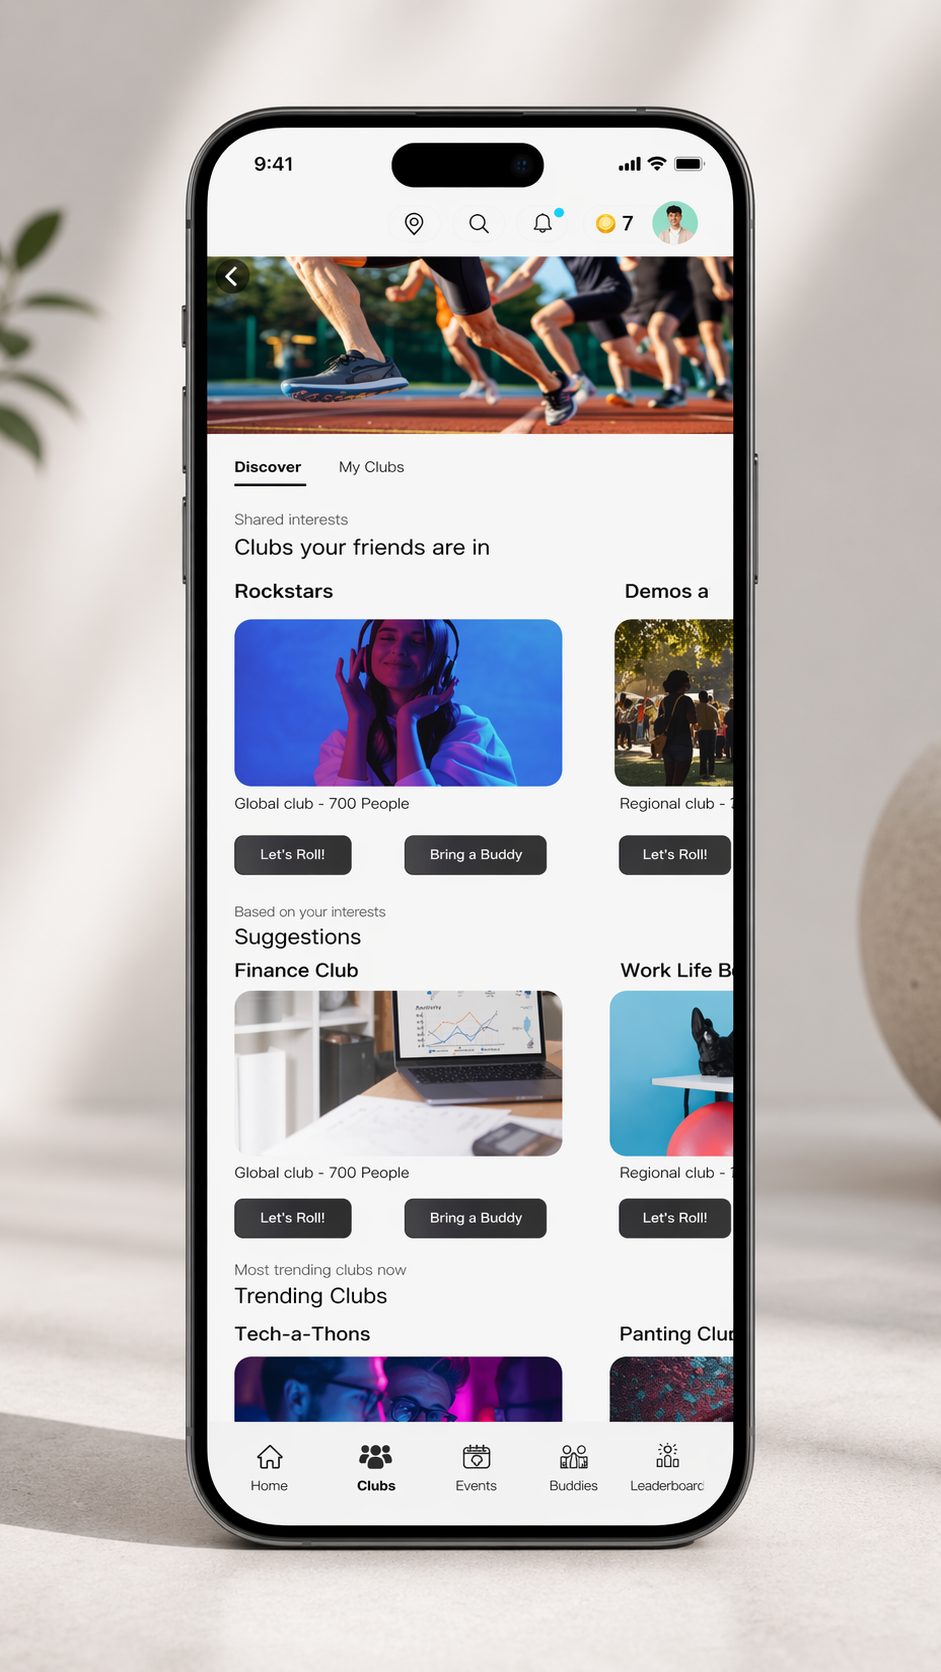 9:41
7
Discover My Clubs
Shared interests
Clubs your friends are in
Rockstars Demos a
Global club - 700 People Regional club -
Let's Roll! Bring a Buddy Let's Roll!
Based on your interests
Suggestions
Finance Club Work Life B
Global club - 700 People Regional club -
Let's Roll! Bring a Buddy Let's Roll!
Most trending clubs now
Trending Clubs
Tech-a-Thons Panting Clu
Home Clubs Events Buddies Leaderboard